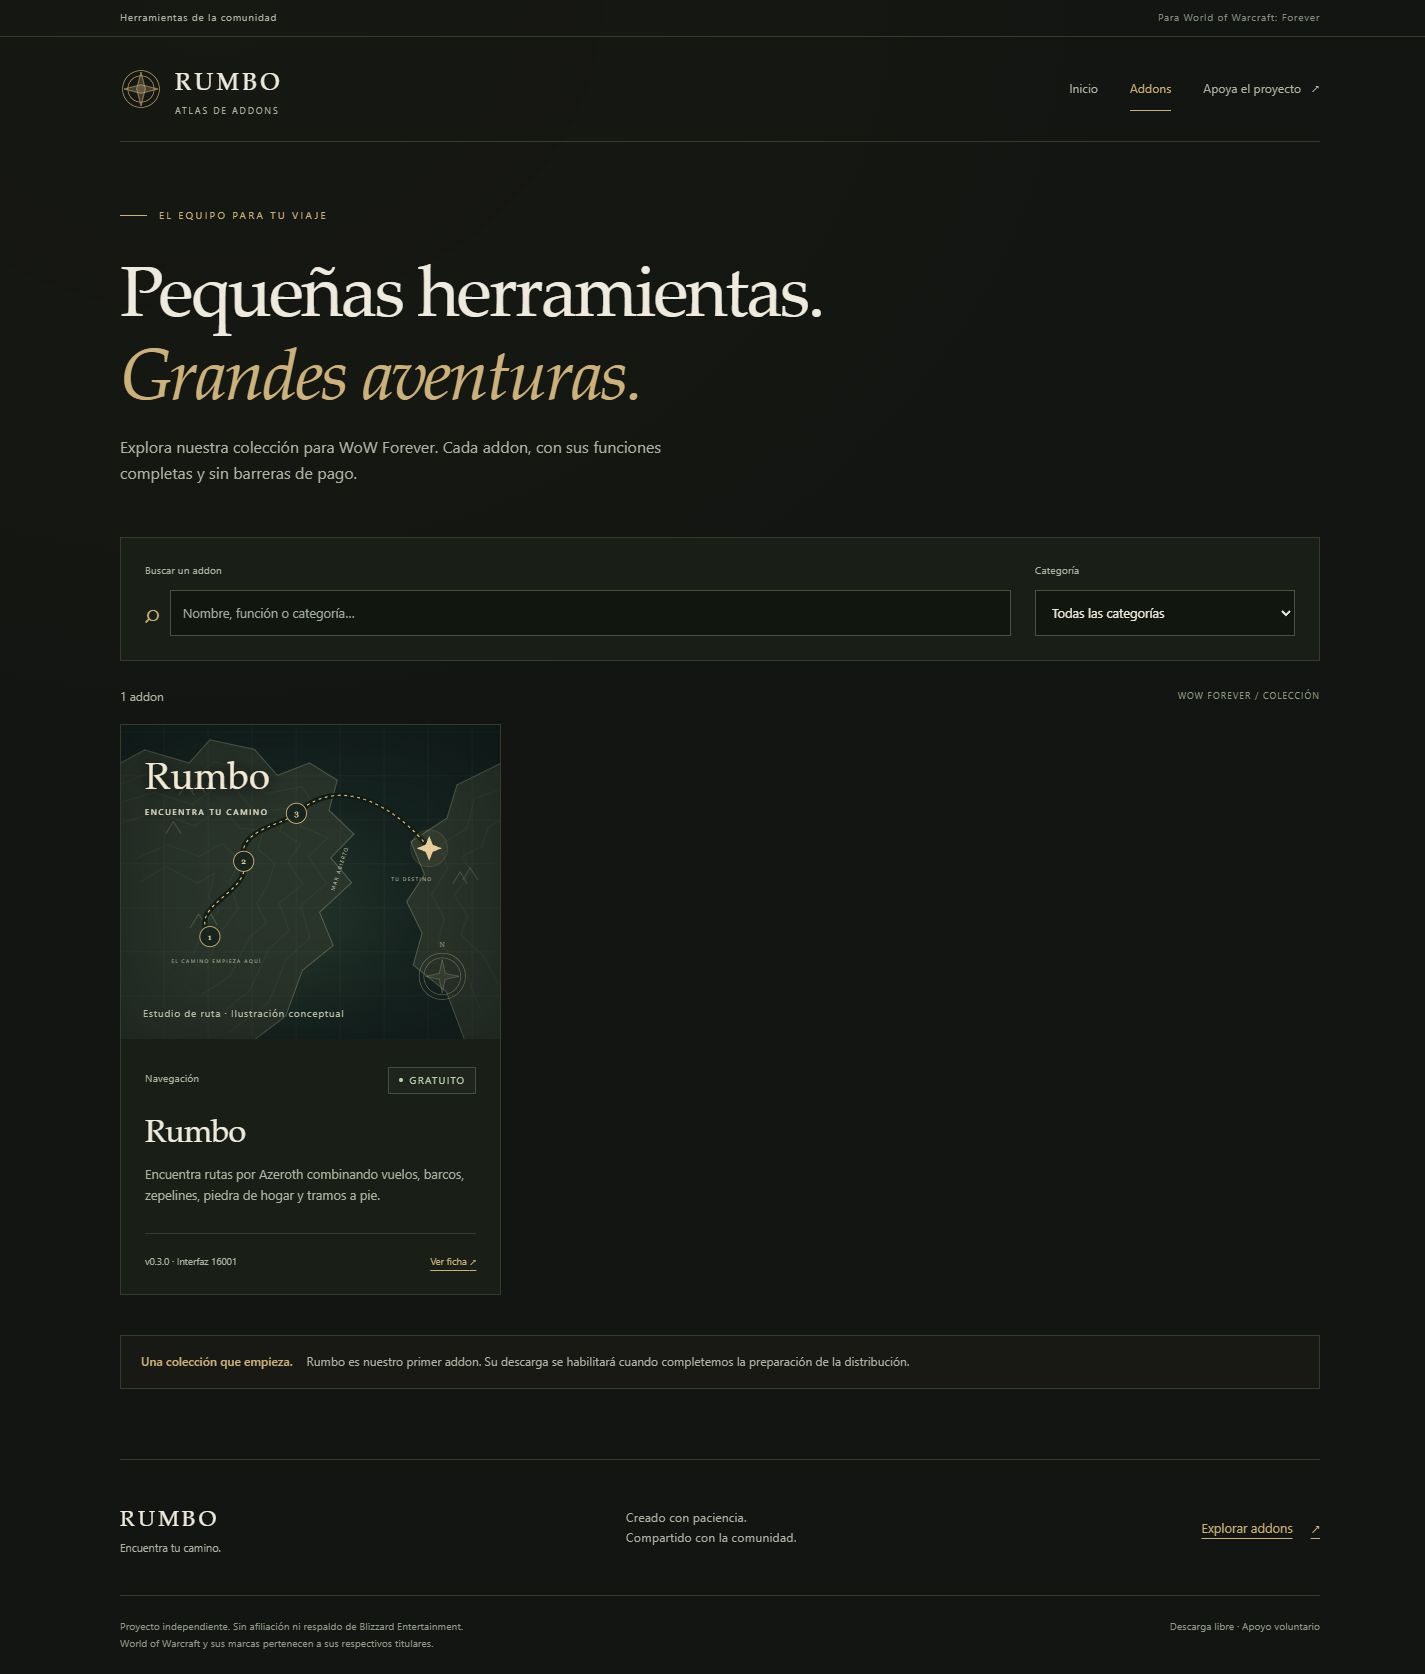 Herramientas de la comunidad
Para World of Warcraft: Forever
RUMBO
ATLAS DE ADDONS
Inicio
Addons
Apoya el proyecto ↗
EL EQUIPO PARA TU VIAJE
Pequeñas herramientas.
Grandes aventuras.
Explora nuestra colección para WoW Forever. Cada addon, con sus funciones
completas y sin barreras de pago.
Buscar un addon
Categoría
Nombre, función o categoría...
Todas las categorías
1 addon
WOW FOREVER / COLECCIÓN
Rumbo
ENCUENTRA TU CAMINO
3
2
MAR ABIERTO
TU DESTINO
1
N
EL CAMINO EMPIEZA AQUÍ
Estudio de ruta · Ilustración conceptual
Navegación
• GRATUITO
Rumbo
Encuentra rutas por Azeroth combinando vuelos, barcos,
zepelines, piedra de hogar y tramos a pie.
v0.3.0 · Interfaz 16001
Ver ficha ↗
Una colección que empieza. Rumbo es nuestro primer addon. Su descarga se habilitará cuando completemos la preparación de la distribución.
RUMBO
Encuentra tu camino.
Creado con paciencia.
Compartido con la comunidad.
Explorar addons ↗
Proyecto independiente. Sin afiliación ni respaldo de Blizzard Entertainment.
World of Warcraft y sus marcas pertenecen a sus respectivos titulares.
Descarga libre · Apoyo voluntario